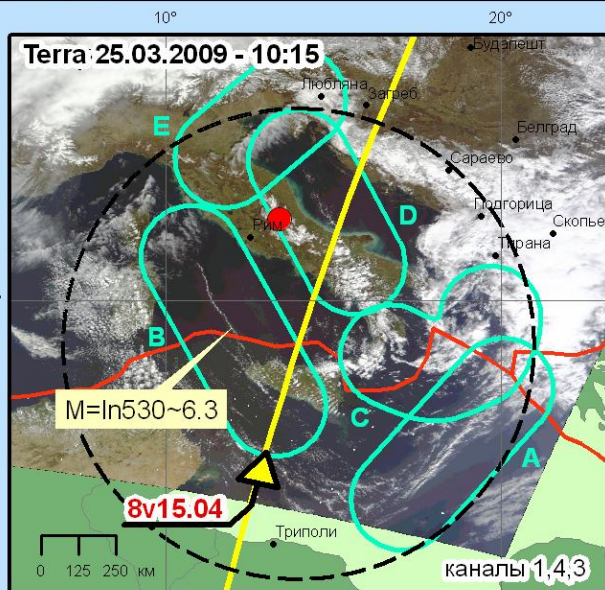 10°
20°
Terra 25.03.2009 - 10:15
Будапешт
Любляна
Загреб
E
Белград
Сараево
D
Подгорица
Рим
Скопье
Тирана
B
M=ln530~6.3
C
A
8v15.04
Триполи
0 125 250 км
каналы 1,4,3